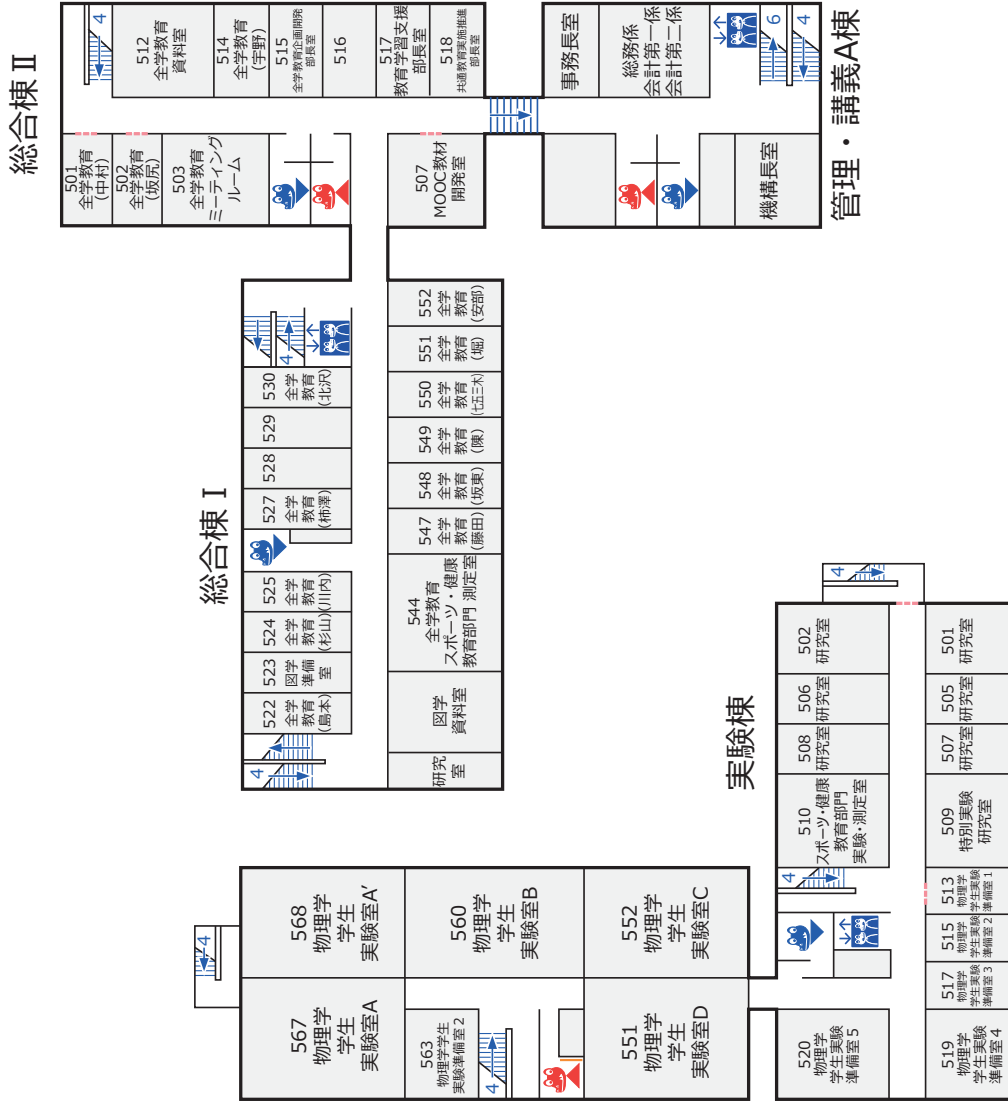 総合棟Ⅱ
4
512
全学教育
資料室
514
全学教育
(宇野)
515
全学教育企画開発
部長室
516
517
教育学習支援
部長室
518
共通教育実施推進
部長室
501
全学教育
(中村)
502
全学教育
(坂尻)
503
全学教育
ミーティング
ルーム
507
MOOC教材
開発室
管理・講義A棟
事務長室
総務係
会計第一係
会計第二係
6
4
機構長室
総合棟Ⅰ
4
522
全学
教育
(島本)
523
図学
準備
室
524
全学
教育
(杉山)
525
全学
教育
(川内)
527
全学
教育
(柿澤)
528
529
530
全学
教育
(北沢)
4
研究
室
図学
資料室
544
全学教育
スポーツ・健康
教育部門 測定室
547
全学
教育
(藤田)
548
全学
教育
(坂東)
549
全学
教育
(陳)
550
全学
教育
(七五三木)
551
全学
教育
(堀)
552
全学
教育
(安部)
実験棟
4
567
物理学
学生
実験室A
568
物理学
学生
実験室A’
563
物理学学生
実験準備室2
4
560
物理学
学生
実験室B
551
物理学
学生
実験室D
552
物理学
学生
実験室C
520
物理学
学生実験
準備室5
519
物理学
学生実験
準備室4
517
物理学
学生実験
準備室3
515
物理学
学生実験
準備室2
513
物理学
学生実験
準備室1
4
510
スポーツ・健康
教育部門
実験・測定室
509
特別実験
研究室
508
研究室
507
研究室
506
研究室
505
研究室
502
研究室
501
研究室
4